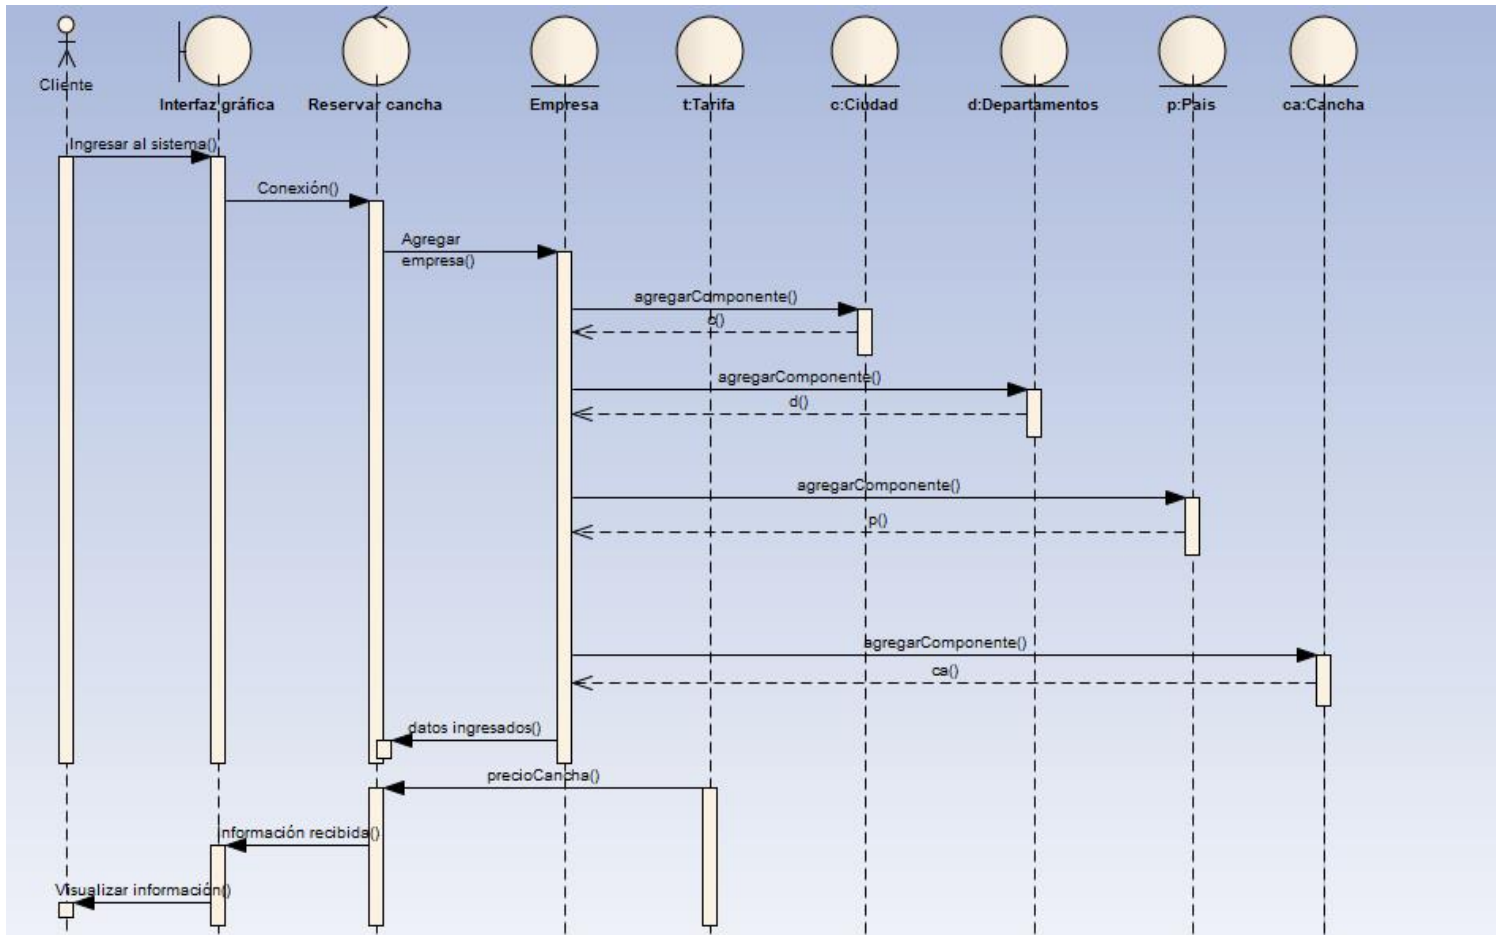 Cliente
Interfaz gráfica
Reservar cancha
Empresa
t:Tarifa
c:Ciudad
d:Departamentos
p:Pais
ca:Cancha
Ingresar al sistema()
Conexión()
Agregar
empresa()
agregarComponente()
c()
agregarComponente()
d()
agregarComponente()
p()
agregarComponente()
ca()
datos ingresados()
precioCancha()
Información recibida()
Visualizar información()